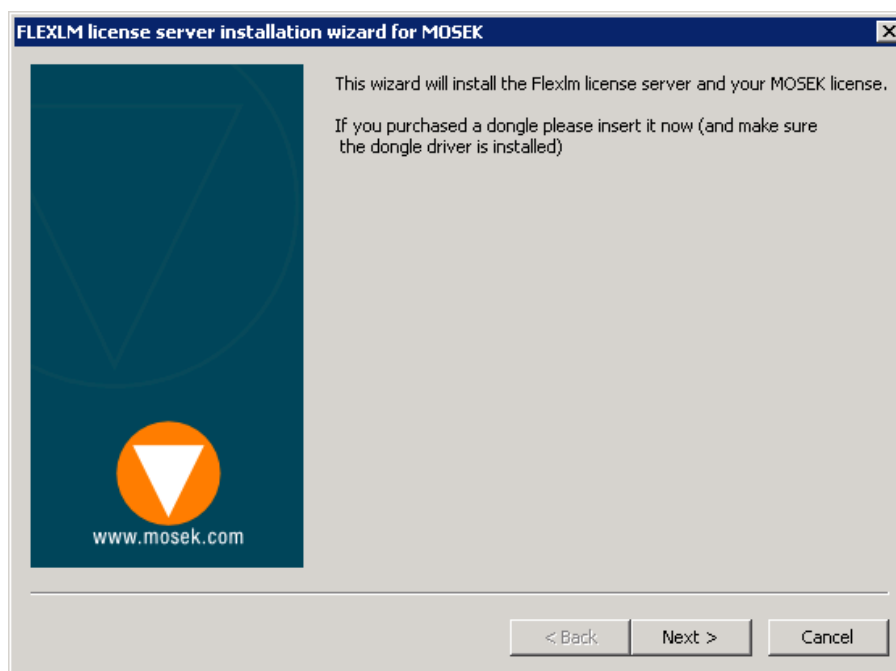 FLEXLM license server installation wizard for MOSEK
This wizard will install the Flexlm license server and your MOSEK license.
If you purchased a dongle please insert it now (and make sure
the dongle driver is installed)
www.mosek.com
< Back
Next >
Cancel